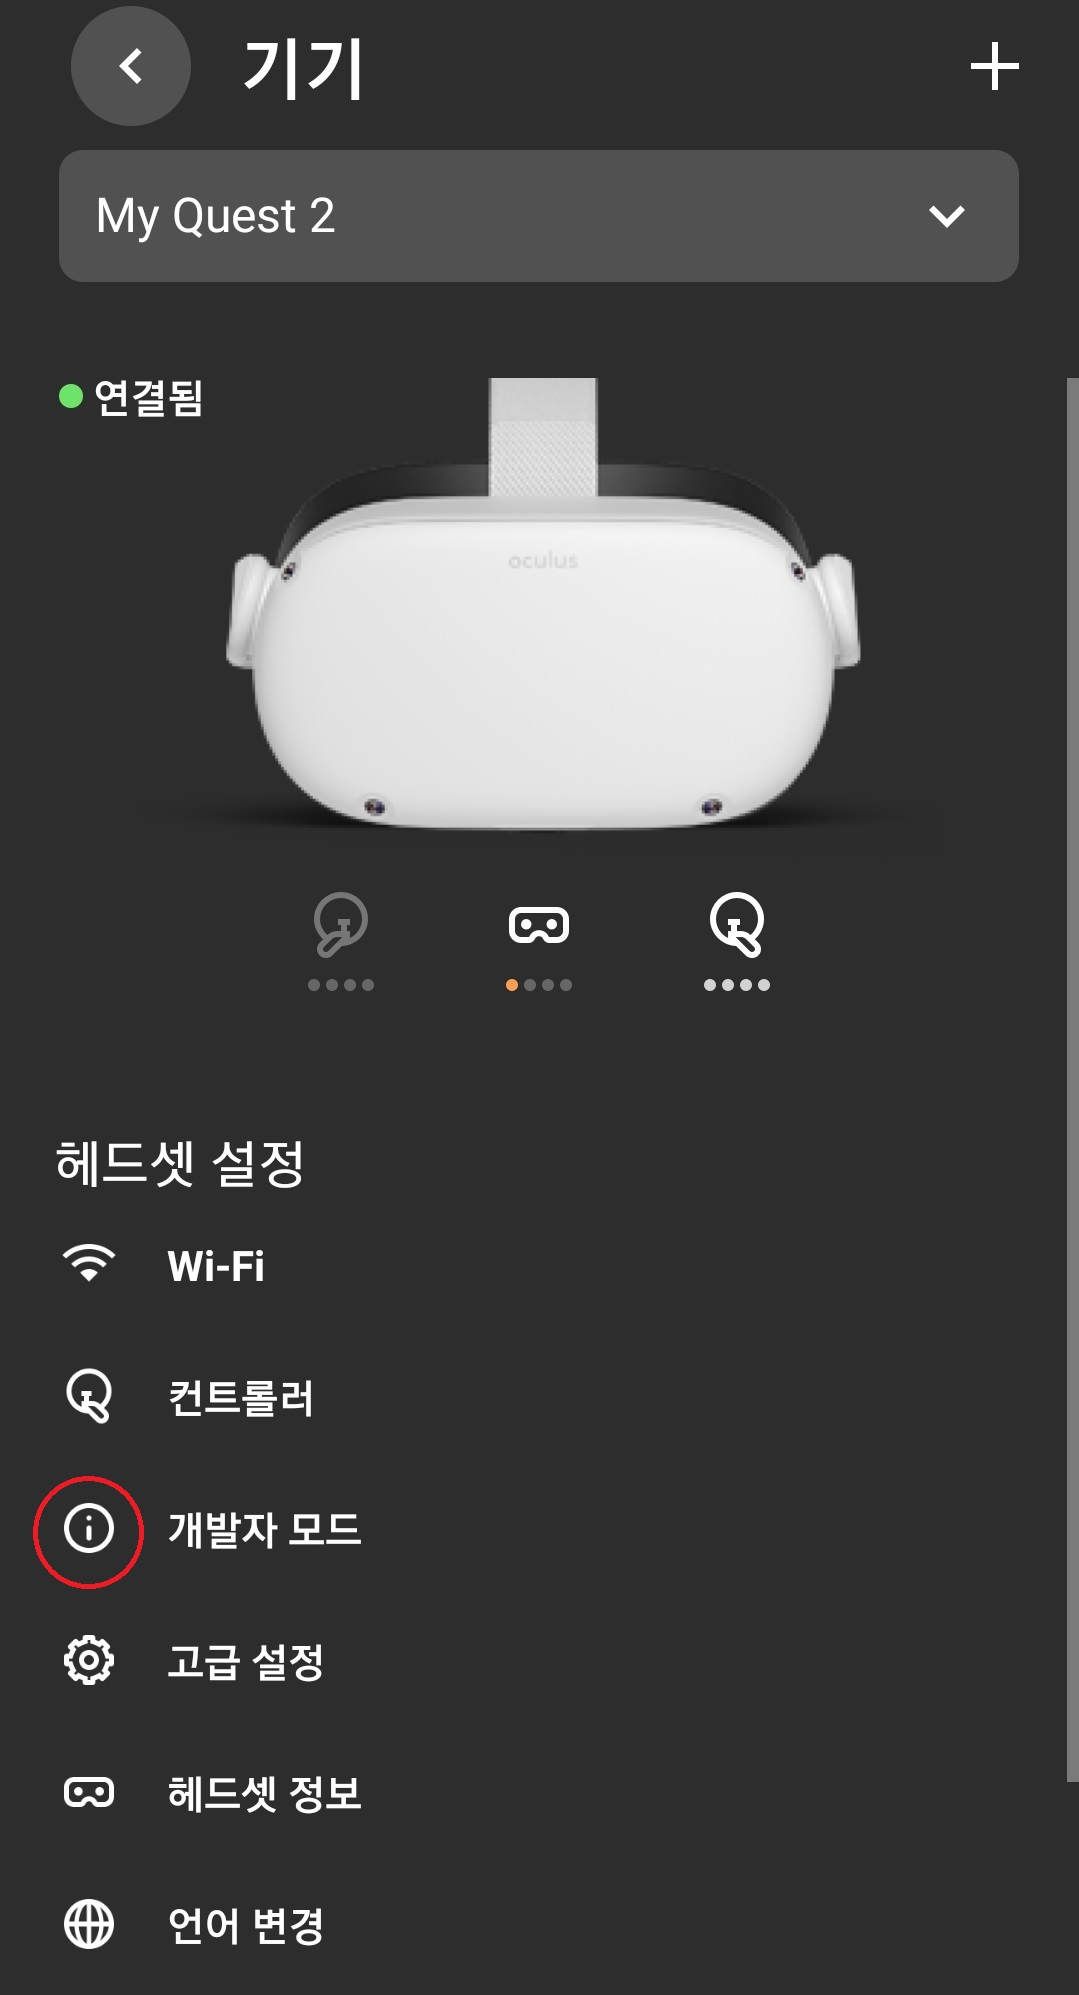 기기
My Quest 2
연결됨
oculus
헤드셋 설정
Wi-Fi
컨트롤러
개발자 모드
고급 설정
헤드셋 정보
언어 변경